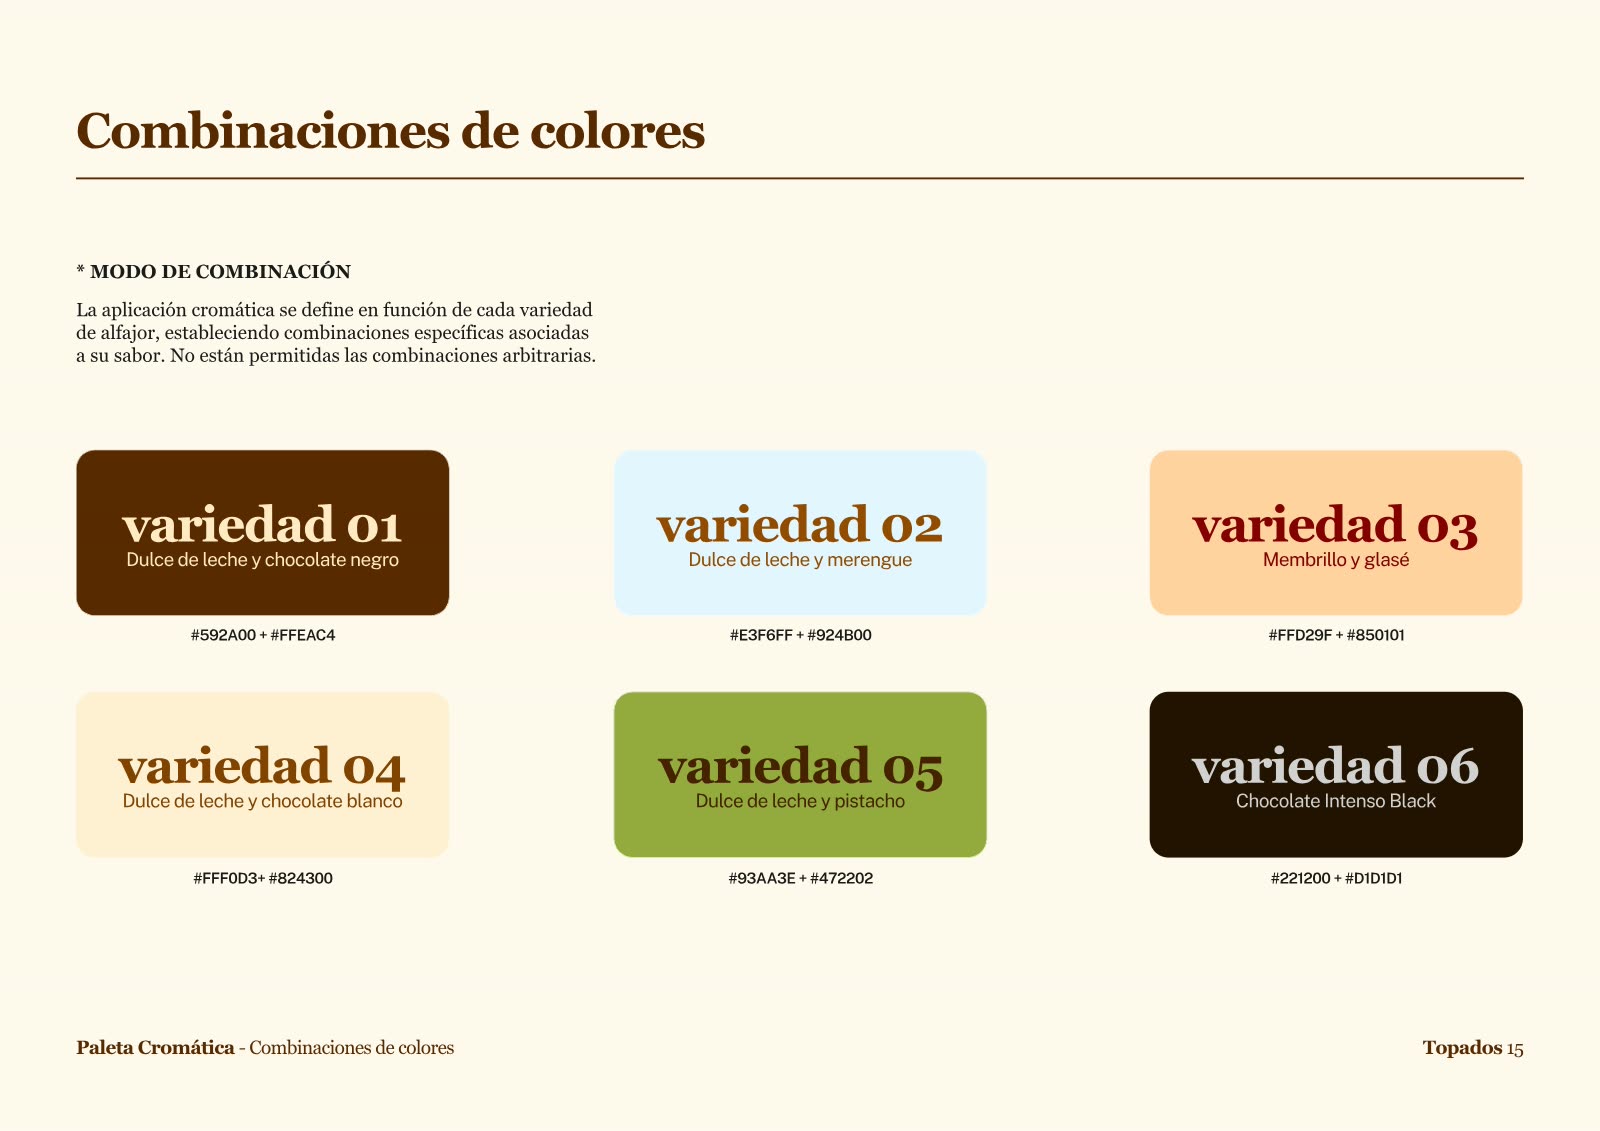 Combinaciones de colores
* MODO DE COMBINACIÓN
La aplicación cromática se define en función de cada variedad
de alfajor, estableciendo combinaciones específicas asociadas
a su sabor. No están permitidas las combinaciones arbitrarias.
variedad 01
Dulce de leche y chocolate negro
#592A00 + #FFEAC4
variedad 02
Dulce de leche y merengue
#E3F6FF + #924B00
variedad 03
Membrillo y glasé
#FFD29F + #850101
variedad 04
Dulce de leche y chocolate blanco
#FFF0D3+ #824300
variedad 05
Dulce de leche y pistacho
#93AA3E + #472202
variedad 06
Chocolate Intenso Black
#221200 + #D1D1D1
Paleta Cromática - Combinaciones de colores
Topados 15